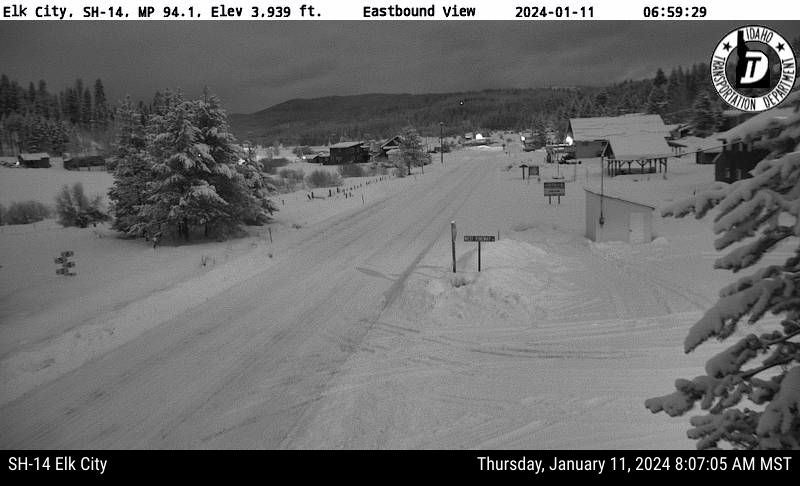 Elk City, SH-14, MP 94.1, Elev 3,939 ft. Eastbound View 2024-01-11 06:59:29
IDAHO
TRANSPORTATION DEPARTMENT
SH-14 Elk City Thursday, January 11, 2024 8:07:05 AM MST